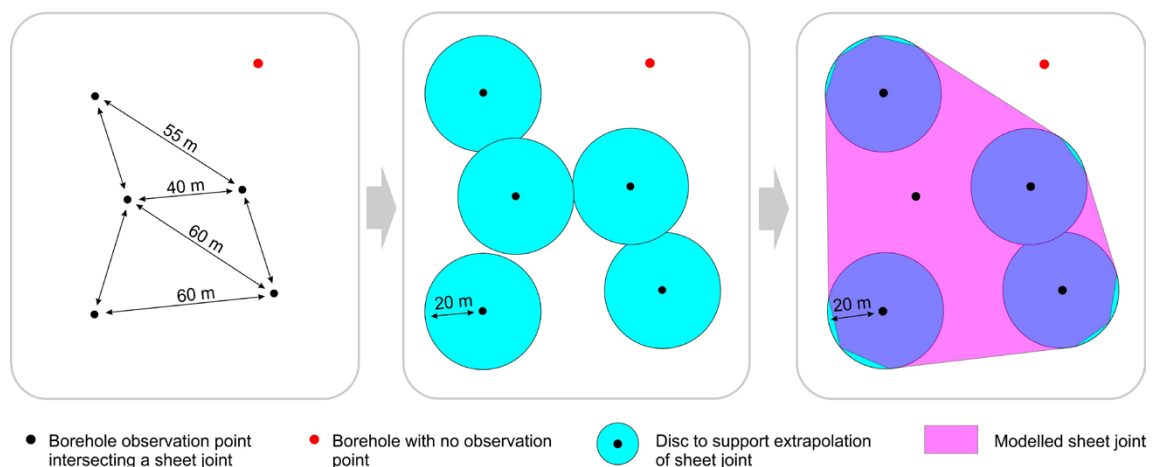 55 m
40 m
60 m
60 m
20 m
20 m
Borehole observation point
intersecting a sheet joint
Borehole with no observation
point
Disc to support extrapolation
of sheet joint
Modelled sheet joint